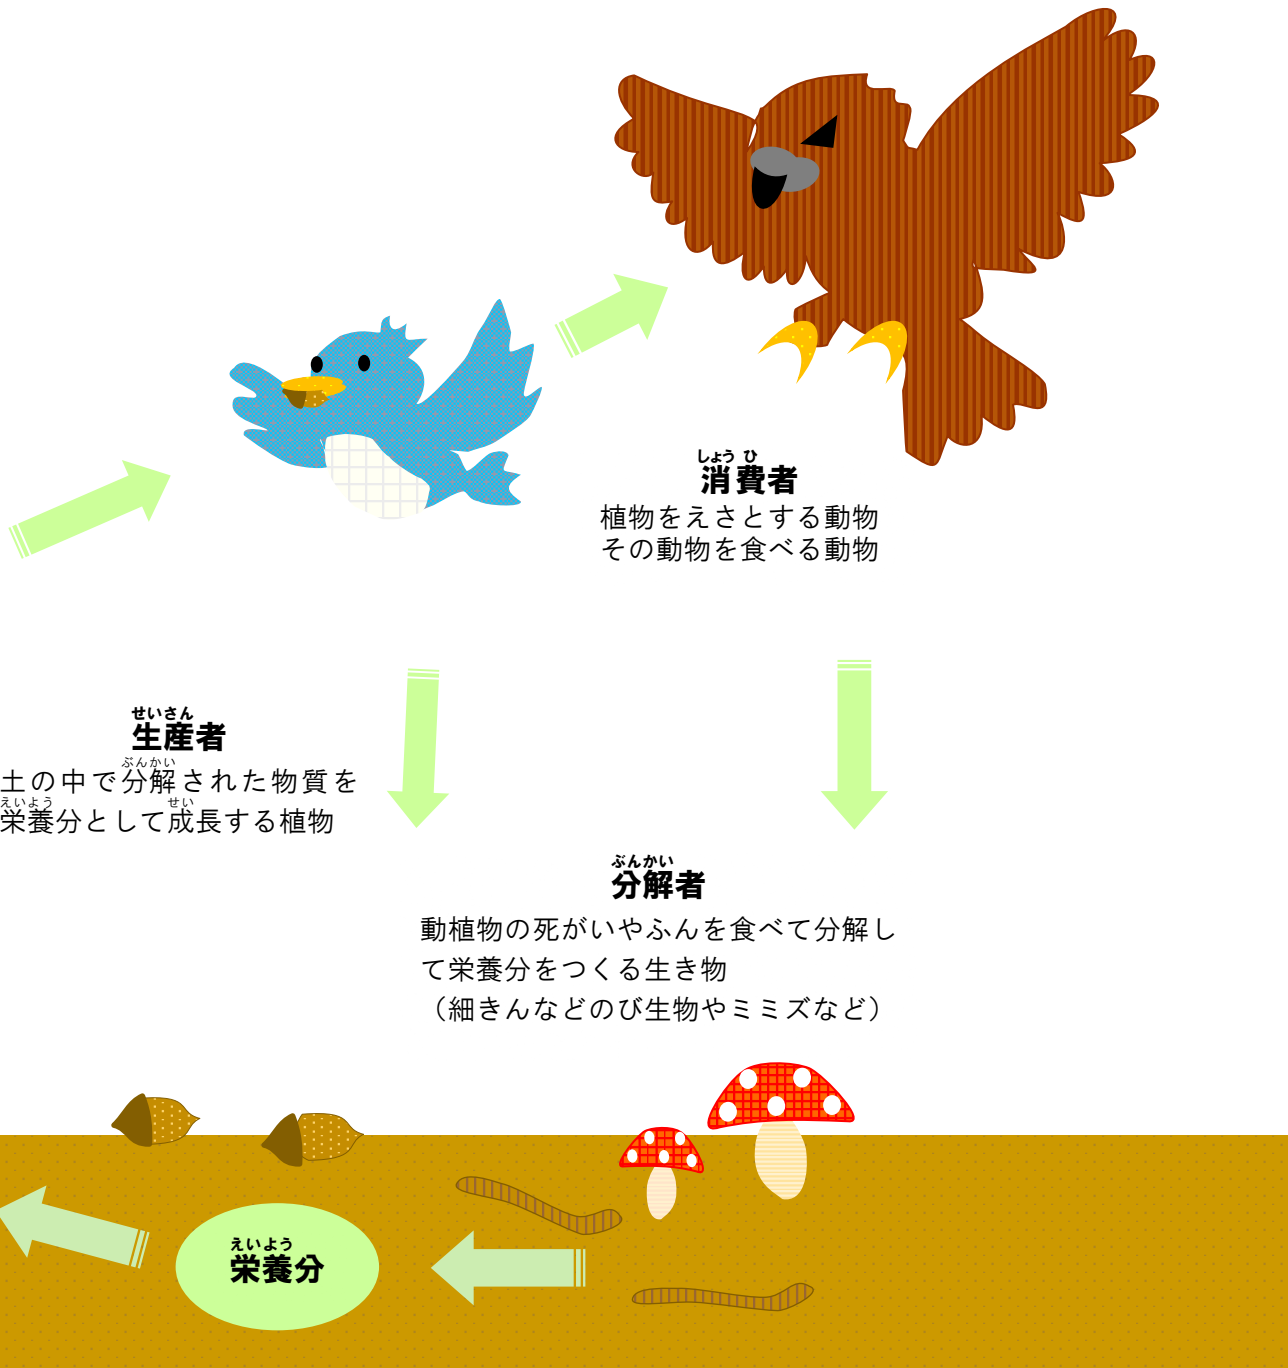 しょうひ
消費者
植物をえさとする動物
その動物を食べる動物
せいさん
生産者
ぶんかい
土の中で分解された物質を
えいよう せい
栄養分として成長する植物
ぶんかい
分解者
動植物の死がいやふんを食べて分解し
て栄養分をつくる生き物
（細きんなどのび生物やミミズなど）
えいよう
栄養分